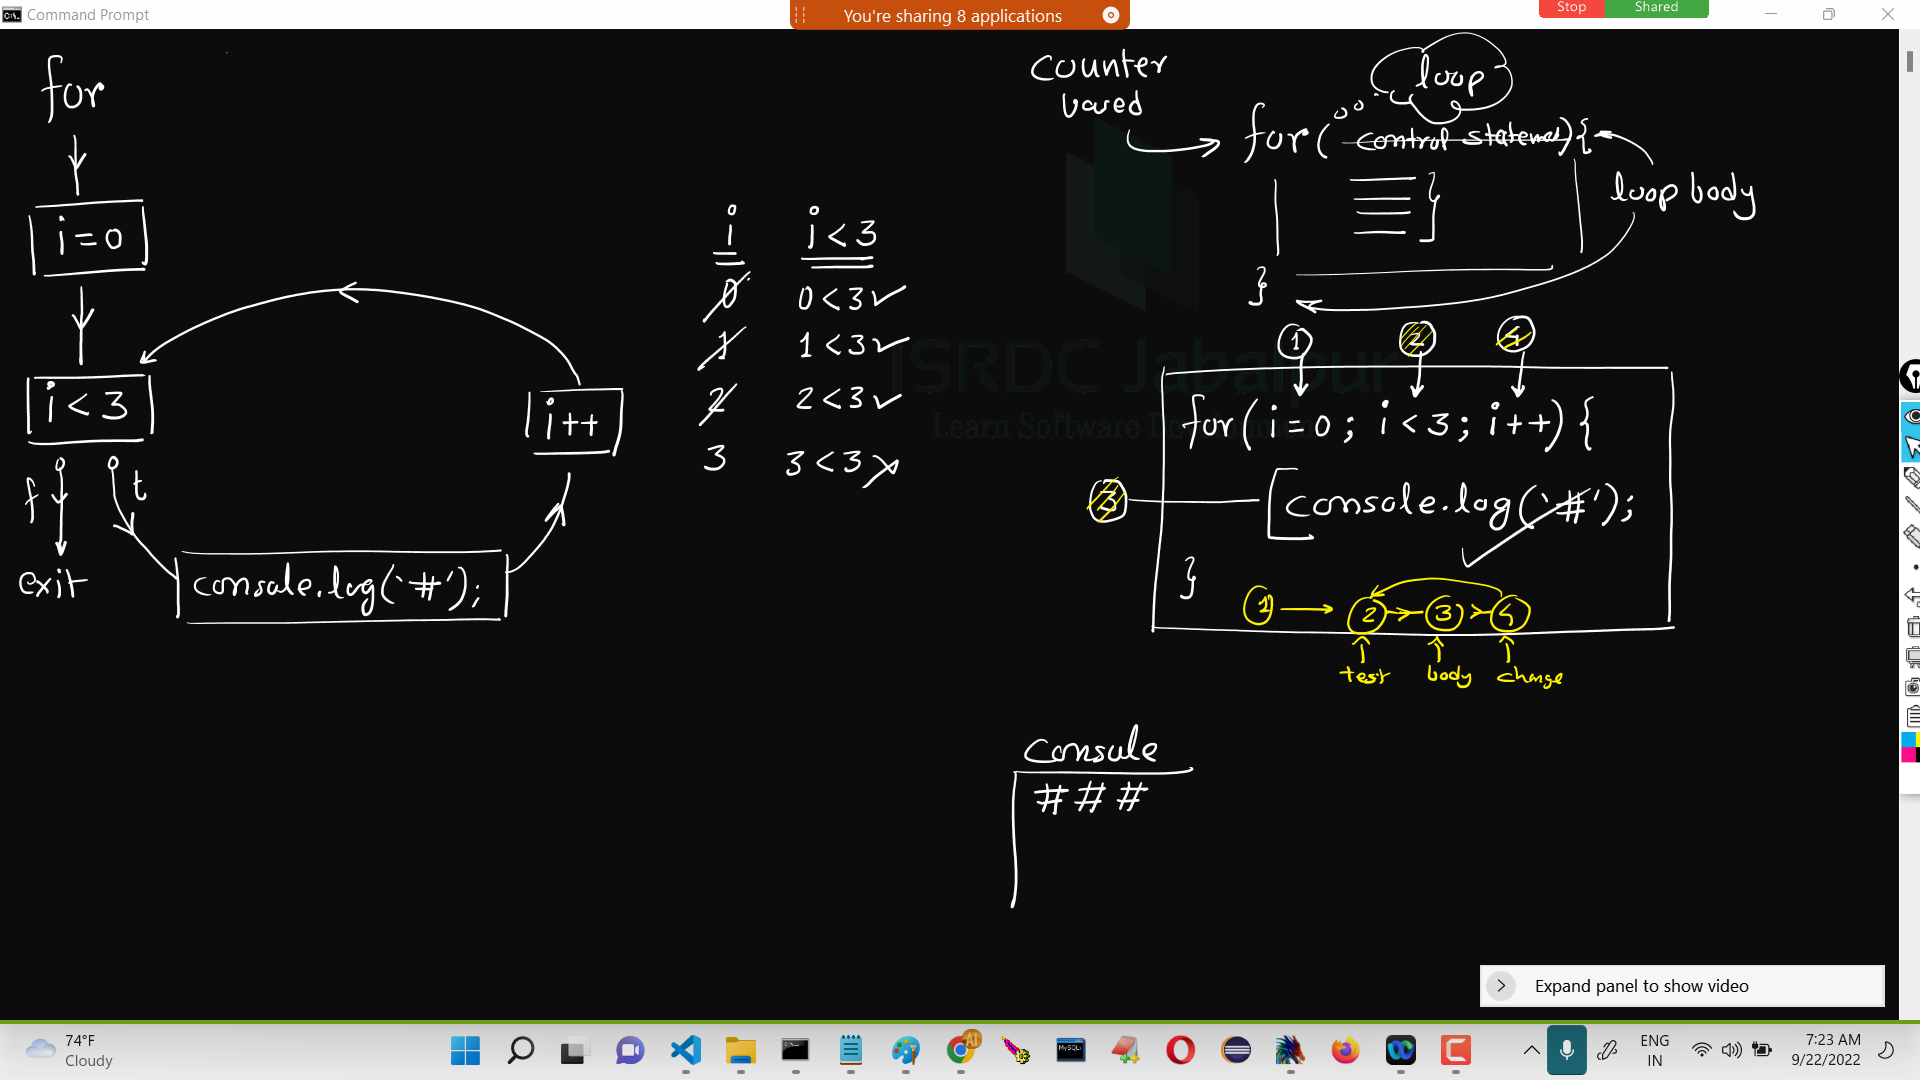 Command Prompt
You're sharing 8 applications
Stop Shared
for
i=0
i<3
f t
exit
console.log('#');
i++
i i<3
0 0<3
1 1<3
2 2<3
3 3<3
counter
based
loop
for( control statement){
}
loop body
1 2 4
for( i=0; i<3; i++) {
3 console.log('#');
}
1 2 3 4
test body change
ISRDC Jabalpur
Learn Software Development
Console
# # #
Expand panel to show video
74°F
Cloudy
MySQL
AI
ENG
IN
7:23 AM
9/22/2022